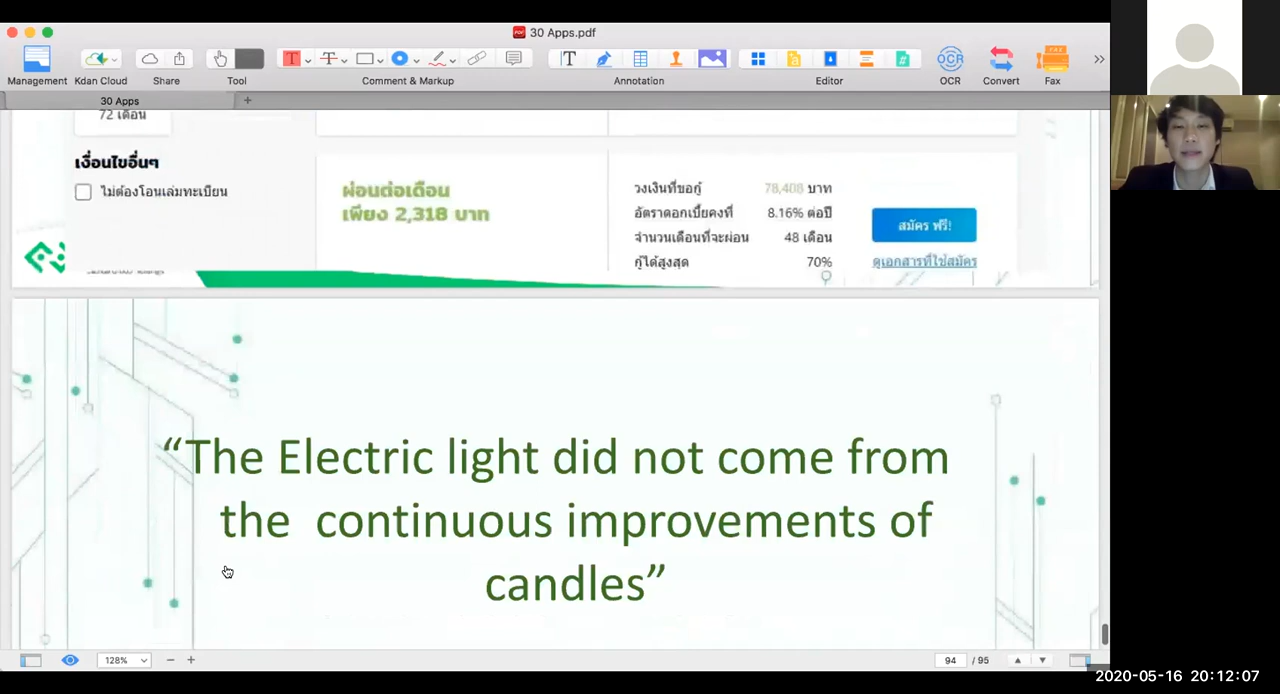 30 Apps.pdf
Management
Kdan Cloud
Share
Tool
Comment & Markup
Annotation
Editor
OCR
OCR
Convert
FAX
Fax
30 Apps
72 เดือน
เงื่อนไขอื่นๆ
ไม่ต้องโอนเล่มทะเบียน
ผ่อนต่อเดือน
เพียง 2,318 บาท
วงเงินที่ขอกู้ 78,408 บาท
อัตราดอกเบี้ยคงที่ 8.16% ต่อปี
จำนวนเดือนที่จะผ่อน 48 เดือน
กู้ได้สูงสุด 70%
สมัคร ฟรี!
ดูเอกสารที่ใช้สมัคร
“The Electric light did not come from
the continuous improvements of
candles”
128%
94 / 95
2020-05-16 20:12:07